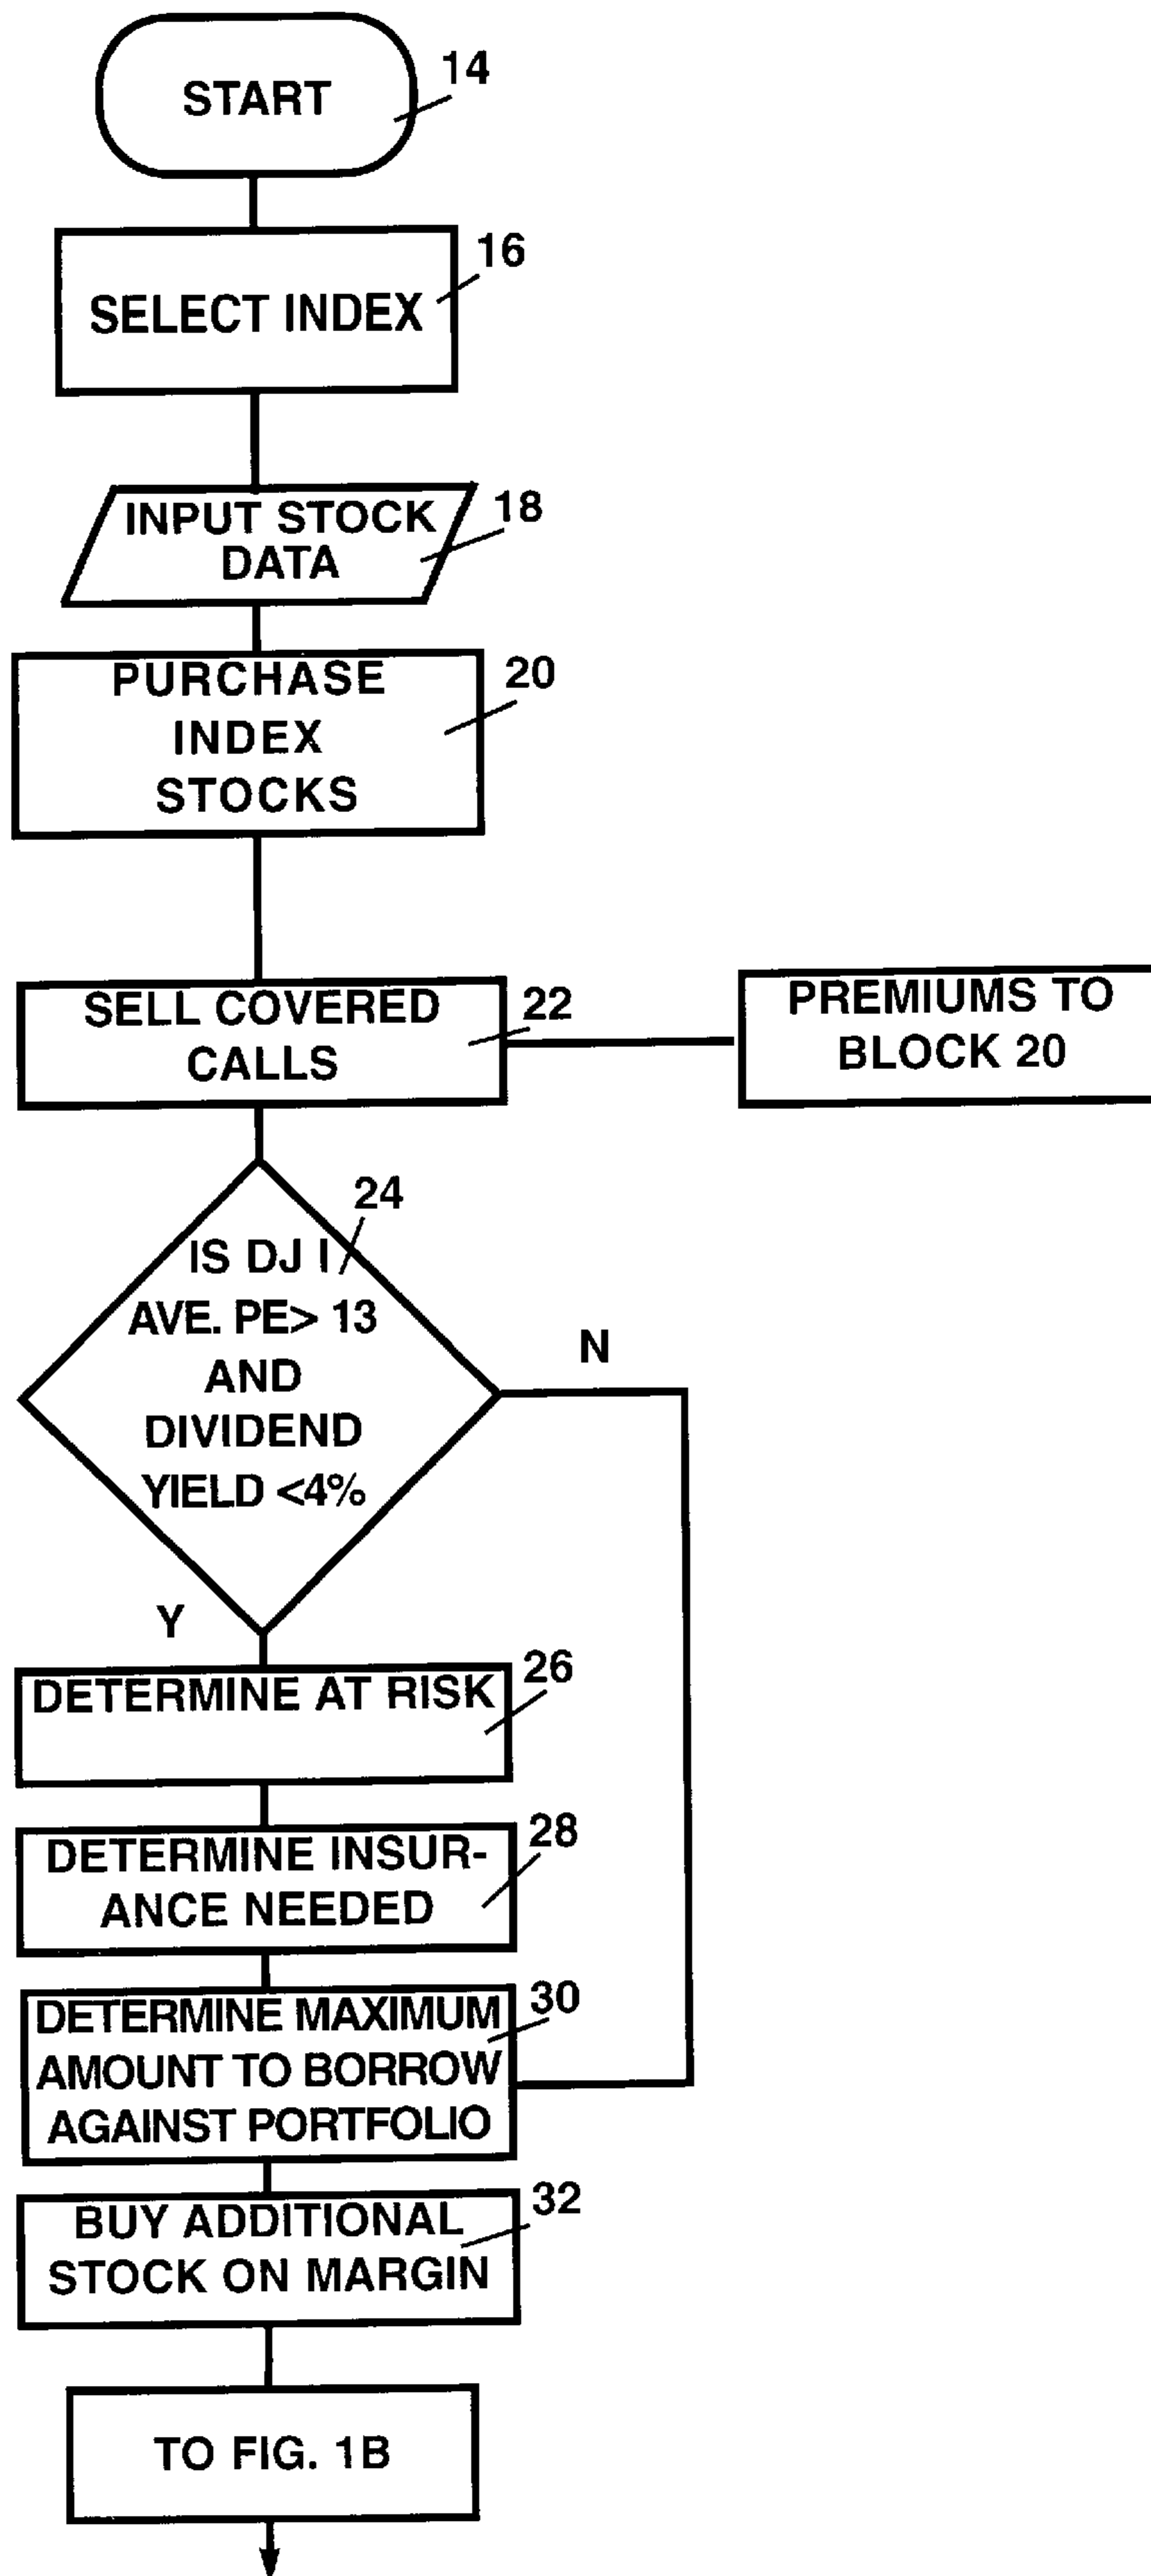 START
14
SELECT INDEX
16
INPUT STOCK
DATA
18
PURCHASE
INDEX
STOCKS
20
SELL COVERED
CALLS
22
PREMIUMS TO
BLOCK 20
24
IS DJ I
AVE. PE> 13
AND
DIVIDEND
YIELD <4%
N
Y
DETERMINE AT RISK
26
DETERMINE INSUR-
ANCE NEEDED
28
DETERMINE MAXIMUM
AMOUNT TO BORROW
AGAINST PORTFOLIO
30
BUY ADDITIONAL
STOCK ON MARGIN
32
TO FIG. 1B